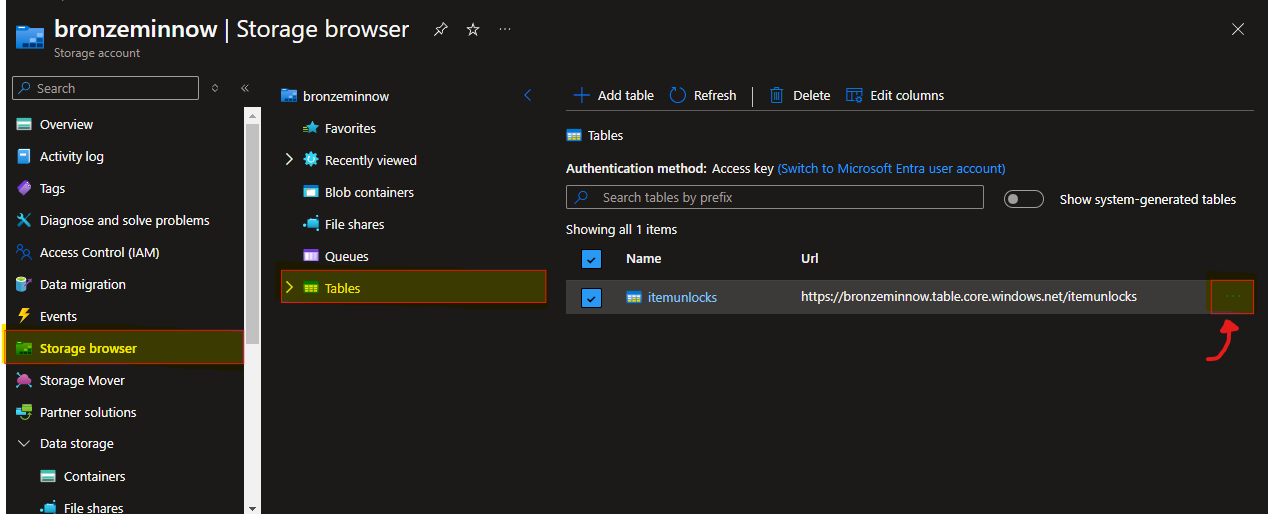 bronzeminnow | Storage browser
Storage account
Search
Overview
Activity log
Tags
Diagnose and solve problems
Access Control (IAM)
Data migration
Events
Storage browser
Storage Mover
Partner solutions
Data storage
Containers
File shares
bronzeminnow
Favorites
Recently viewed
Blob containers
File shares
Queues
Tables
Add table Refresh Delete Edit columns
Tables
Authentication method: Access key (Switch to Microsoft Entra user account)
Search tables by prefix Show system-generated tables
Showing all 1 items
Name Url
itemunlocks https://bronzeminnow.table.core.windows.net/itemunlocks